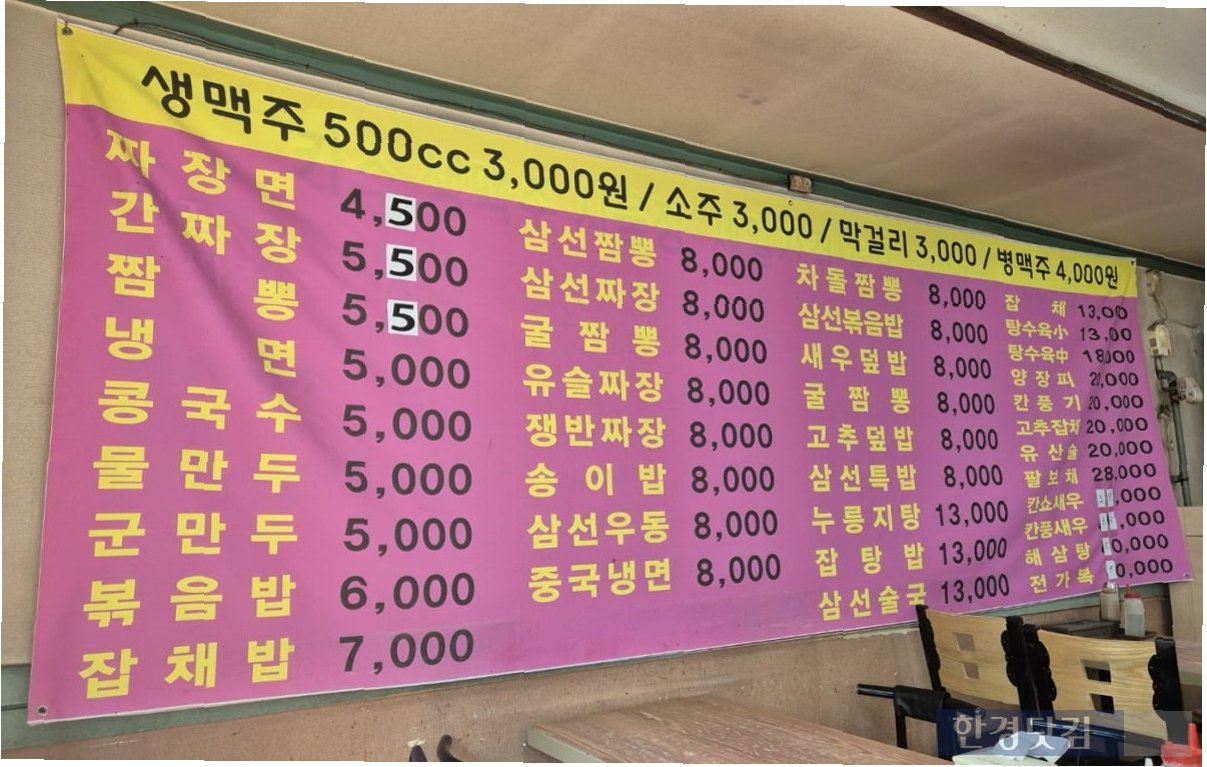 생맥주 500cc 3,000원 / 소주 3,000 / 막걸리 3,000 / 병맥주 4,000원
짜장면 4,500
간짜장 5,500
짬뽕 5,500
냉면 5,000
콩국수 5,000
물만두 5,000
군만두 5,000
볶음밥 6,000
잡채밥 7,000
삼선짬뽕 8,000
삼선짜장 8,000
굴짬뽕 8,000
유슬짜장 8,000
쟁반짜장 8,000
송이밥 8,000
삼선우동 8,000
중국냉면 8,000
차돌짬뽕 8,000
삼선볶음밥 8,000
새우덮밥 8,000
굴짬뽕 8,000
고추덮밥 8,000
삼선특밥 8,000
누룽지탕 13,000
잡탕밥 13,000
삼선술국 13,000
잡채
탕수육小
탕수육中
양장피
칸풍기 20,000
고추잡채 20,000
유산슬 20,000
팔보채 28,000
칸쇼새우
칸풍새우
해삼탕
전가복
한경닷컴